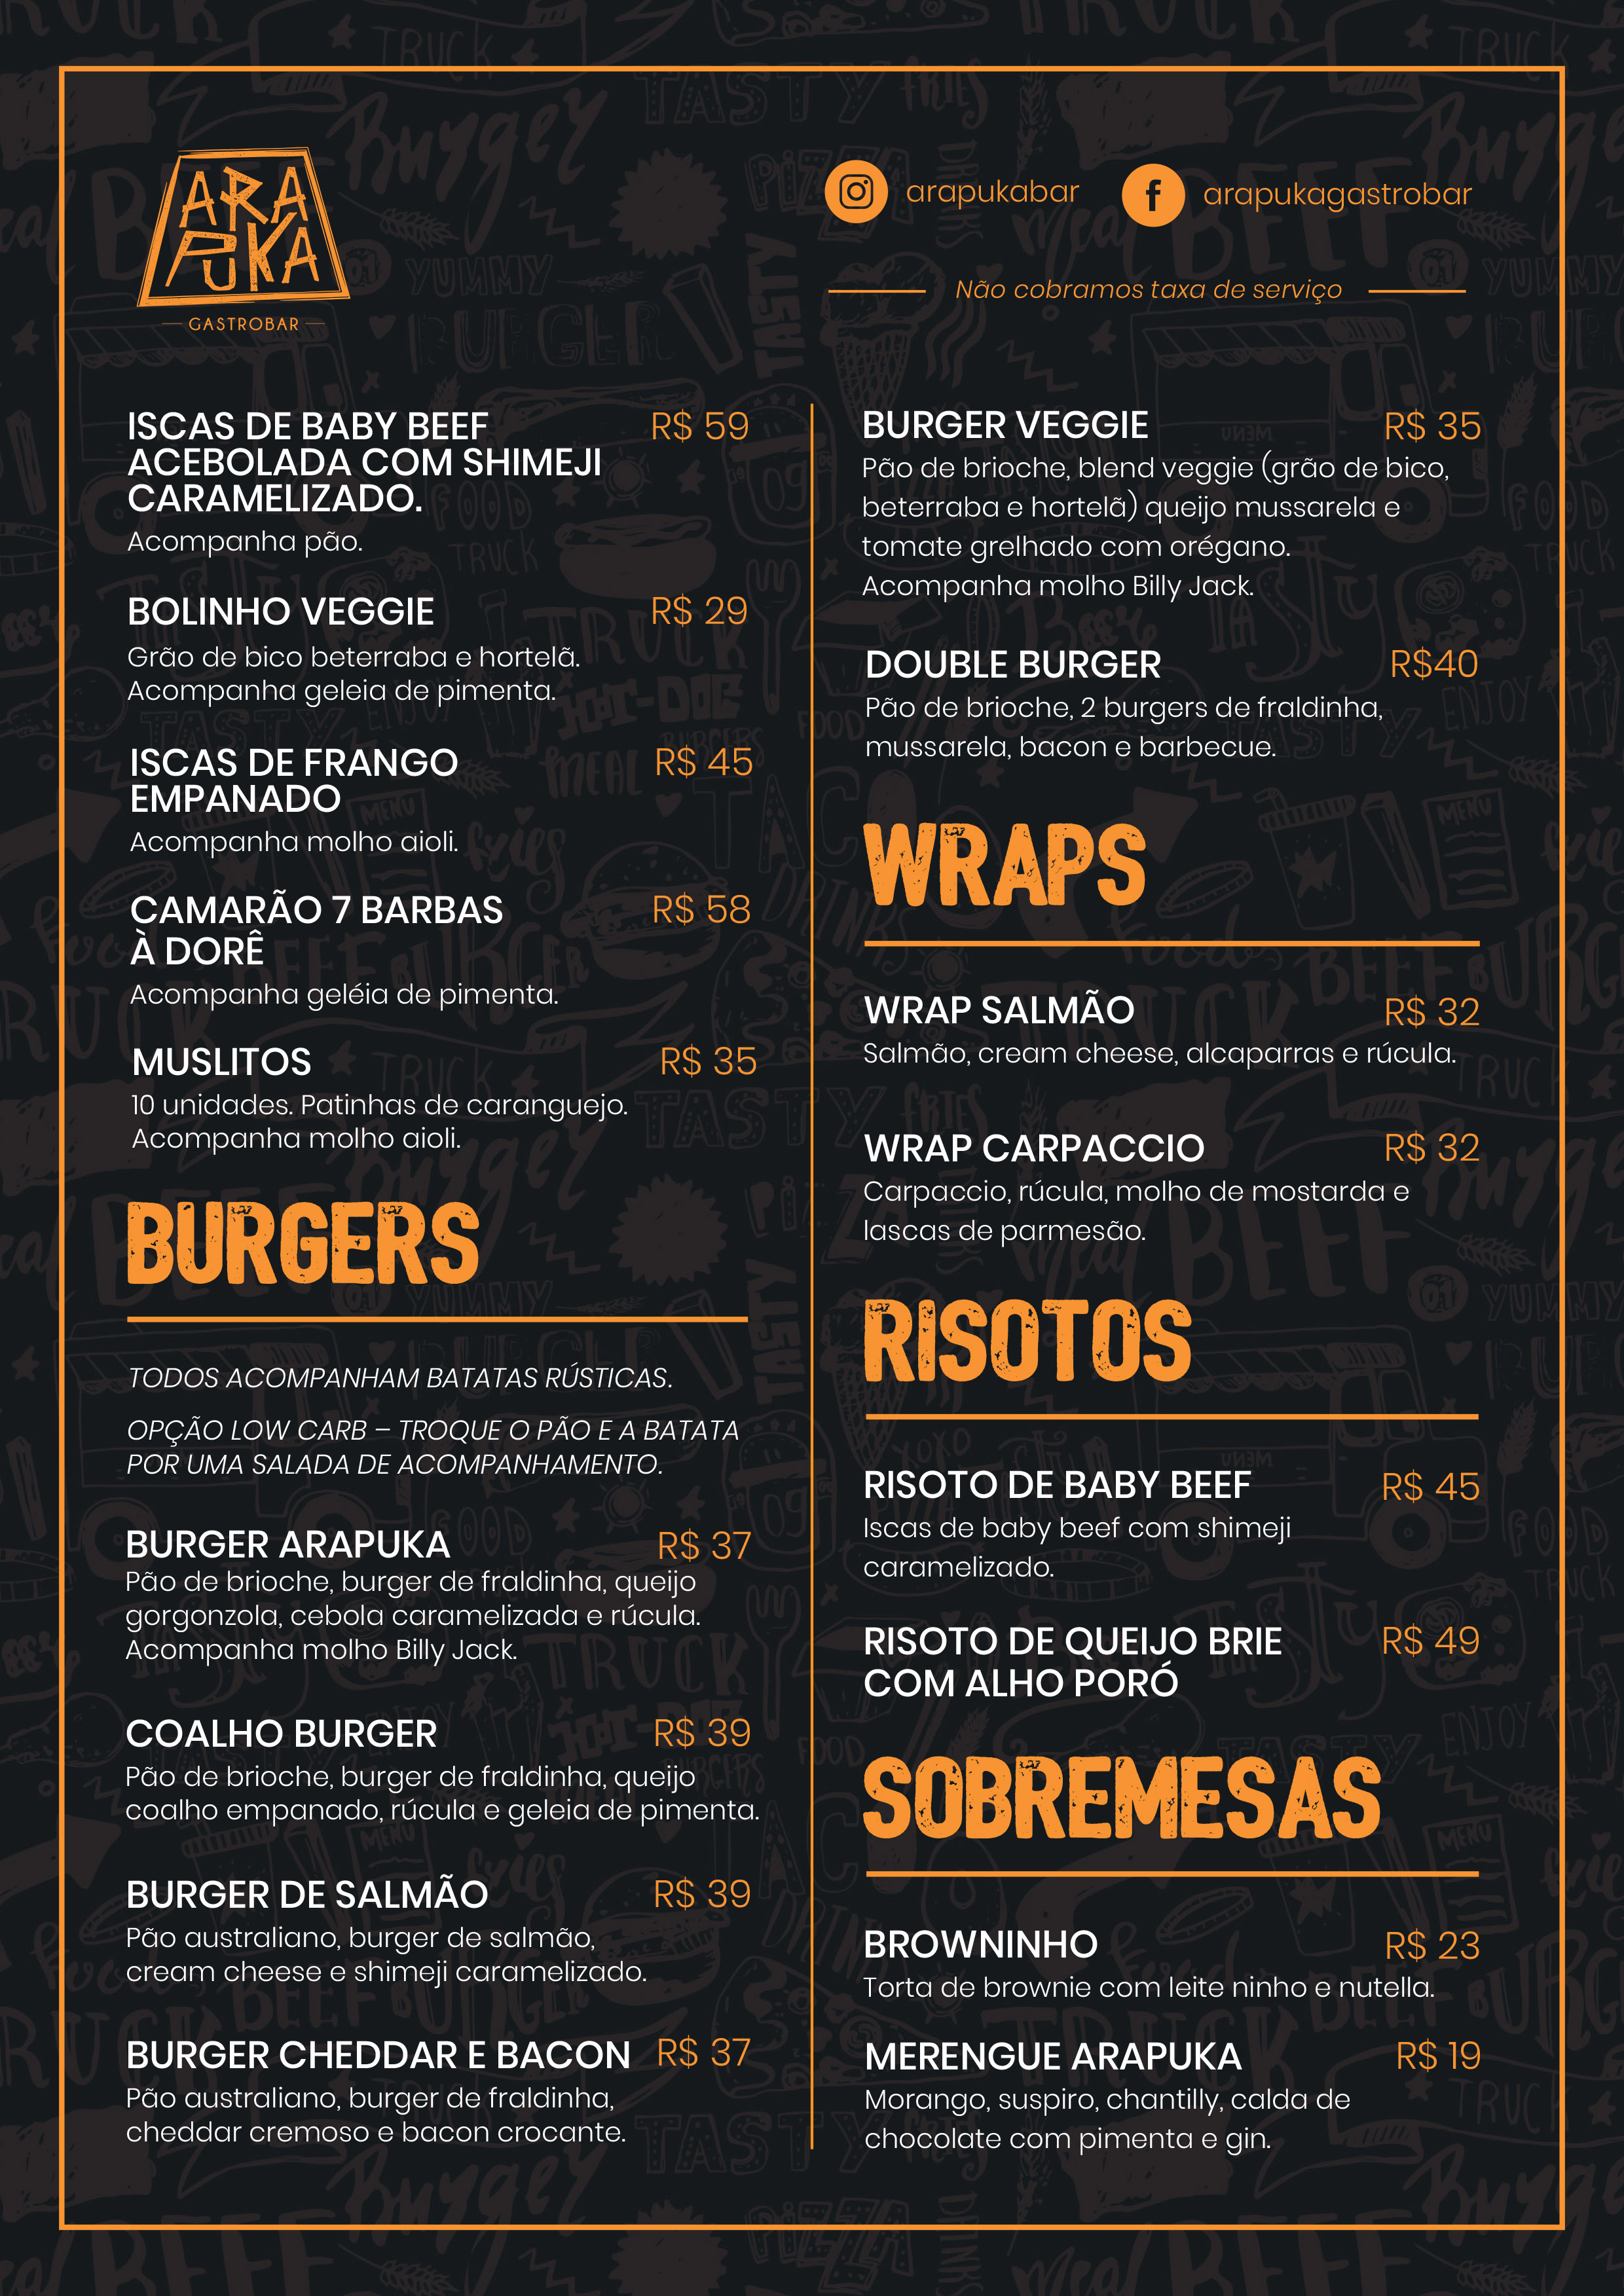 ARA
PUKÁ
GASTROBAR
arapukabar
arapukagastrobar
Não cobramos taxa de serviço
ISCAS DE BABY BEEF R$ 59
ACEBOLADA COM SHIMEJI
CARAMELIZADO.
Acompanha pão.
BOLINHO VEGGIE R$ 29
Grão de bico beterraba e hortelã.
Acompanha geleia de pimenta.
ISCAS DE FRANGO R$ 45
EMPANADO
Acompanha molho aioli.
CAMARÃO 7 BARBAS R$ 58
À DORÊ
Acompanha geléia de pimenta.
MUSLITOS R$ 35
10 unidades. Patinhas de caranguejo.
Acompanha molho aioli.
BURGERS
TODOS ACOMPANHAM BATATAS RÚSTICAS.
OPÇÃO LOW CARB – TROQUE O PÃO E A BATATA
POR UMA SALADA DE ACOMPANHAMENTO.
BURGER ARAPUKA R$ 37
Pão de brioche, burger de fraldinha, queijo
gorgonzola, cebola caramelizada e rúcula.
Acompanha molho Billy Jack.
COALHO BURGER R$ 39
Pão de brioche, burger de fraldinha, queijo
coalho empanado, rúcula e geleia de pimenta.
BURGER DE SALMÃO R$ 39
Pão australiano, burger de salmão,
cream cheese e shimeji caramelizado.
BURGER CHEDDAR E BACON R$ 37
Pão australiano, burger de fraldinha,
cheddar cremoso e bacon crocante.
BURGER VEGGIE R$ 35
Pão de brioche, blend veggie (grão de bico,
beterraba e hortelã) queijo mussarela e
tomate grelhado com orégano.
Acompanha molho Billy Jack.
DOUBLE BURGER R$40
Pão de brioche, 2 burgers de fraldinha,
mussarela, bacon e barbecue.
WRAPS
WRAP SALMÃO R$ 32
Salmão, cream cheese, alcaparras e rúcula.
WRAP CARPACCIO R$ 32
Carpaccio, rúcula, molho de mostarda e
lascas de parmesão.
RISOTOS
RISOTO DE BABY BEEF R$ 45
Iscas de baby beef com shimeji
caramelizado.
RISOTO DE QUEIJO BRIE R$ 49
COM ALHO PORÓ
SOBREMESAS
BROWNINHO R$ 23
Torta de brownie com leite ninho e nutella.
MERENGUE ARAPUKA R$ 19
Morango, suspiro, chantilly, calda de
chocolate com pimenta e gin.